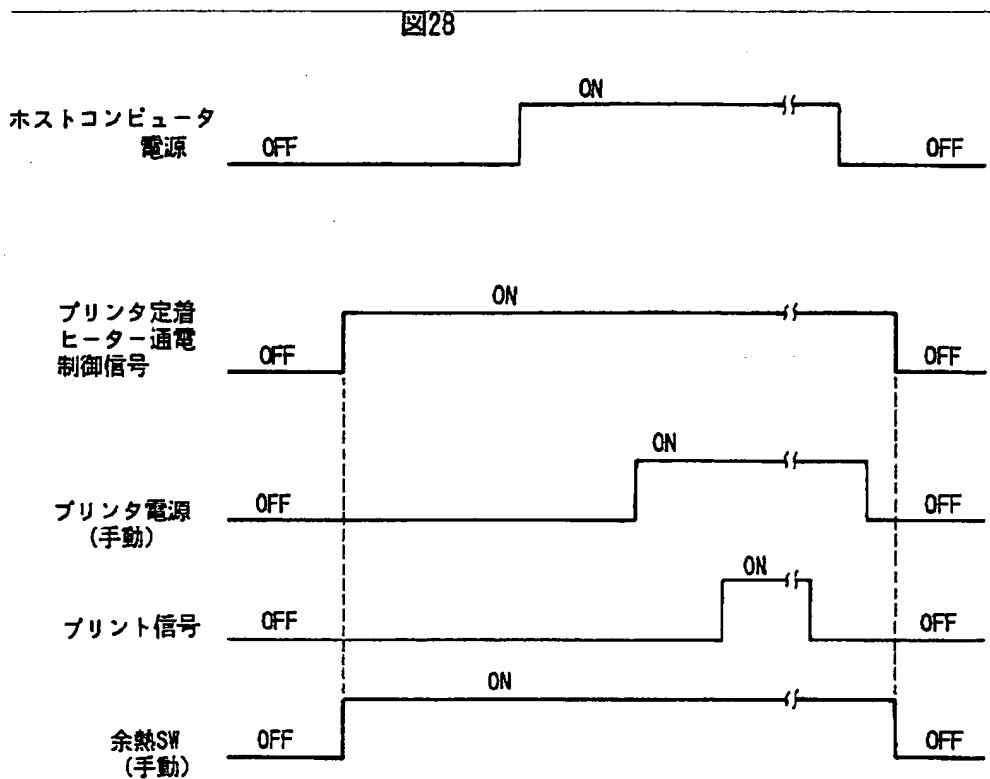 図28
ON
ホストコンピュータ
電源
OFF
OFF
ON
プリンタ定着
ヒーター通電
制御信号
OFF
OFF
ON
プリンタ電源
(手動)
OFF
OFF
ON
プリント信号
OFF
OFF
ON
余熱SW
(手動)
OFF
OFF